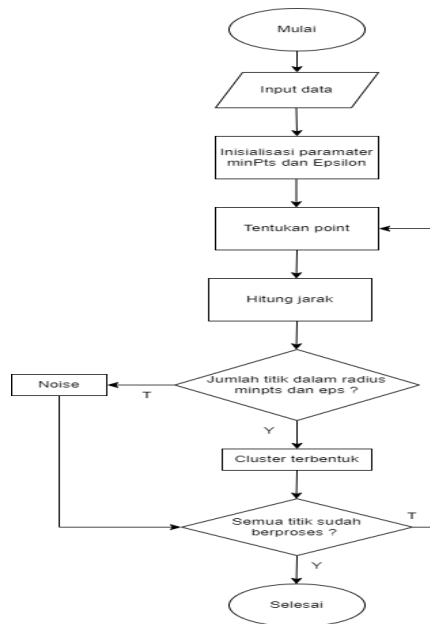 Mulai
Input data
Inisialisasi paramater
minPts dan Epsilon
Tentukan point
Hitung jarak
Jumlah titik dalam radius
minpts dan eps ?
Noise
T
Y
Cluster terbentuk
Semua titik sudah
berproses ?
T
Y
Selesai